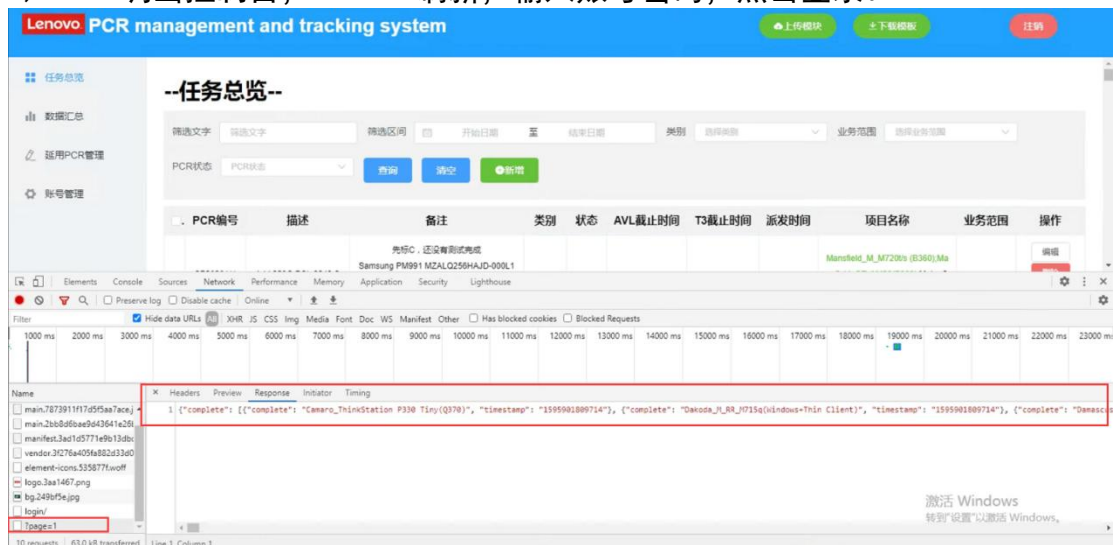 Lenovo PCR management and tracking system
上传模块
下载模板
注销
任务总览
数据汇总
延用PCR管理
账号管理
--任务总览--
筛选文字 筛选文字 筛选区间 开始日期 至 结束日期 类别 选择类别 业务范围 选择业务范围
PCR状态 PCR状态 查询 清空 新增
PCR编号 描述 备注 类别 状态 AVL截止时间 T3截止时间 派发时间 项目名称 业务范围 操作
先标C，还没有测试完成
Samsung PM991 MZALQ256HAJD-000L1
Mansfield_M_M720t/s (B360);Ma
编辑
Elements Console Sources Network Performance Memory Application Security Lighthouse
Preserve log Disable cache Online
Filter Hide data URLs All XHR JS CSS Img Media Font Doc WS Manifest Other Has blocked cookies Blocked Requests
1000 ms 2000 ms 3000 ms 4000 ms 5000 ms 6000 ms 7000 ms 8000 ms 9000 ms 10000 ms 11000 ms 12000 ms 13000 ms 14000 ms 15000 ms 16000 ms 17000 ms 18000 ms 19000 ms 20000 ms 21000 ms 22000 ms 23000 m
Name × Headers Preview Response Initiator Timing
main.7873911f17d5f5aa7ace.j
1 {"complete": [{"complete": "Camaro_ThinkStation P330 Tiny(Q370)", "timestamp": "1595901809714"}, {"complete": "Dakoda_M_RR_M715q(Windows+Thin Client)", "timestamp": "1595901809714"}, {"complete": "Damascus
main.2bb8d6bae9d43641e26
manifest.3ad1d5771e9b13dbc
vendor.3f276a405fa882d33d0
element-icons.535877f.woff
logo.3aa1467.png
bg.249bf5e.jpg
login/
?page=1
激活 Windows
转到"设置"以激活 Windows。
10 requests 63.0 kB transferred Line 1, Column 1